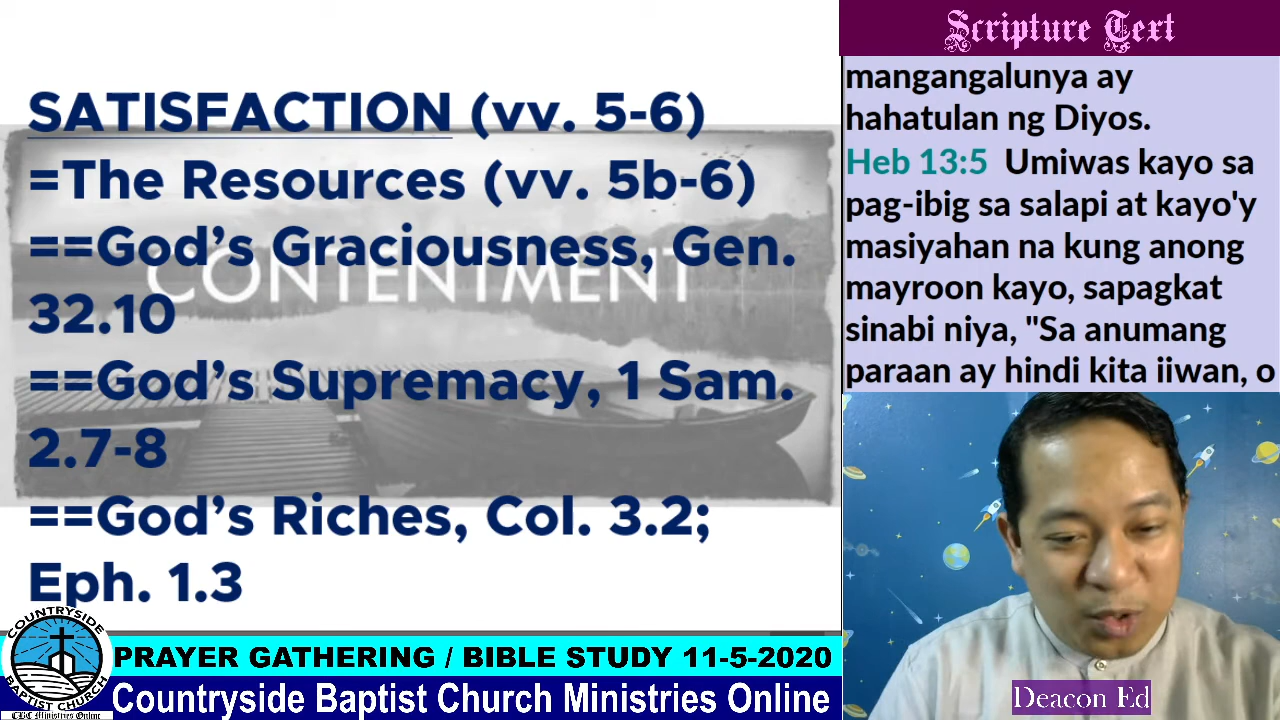 SATISFACTION (vv. 5-6)
=The Resources (vv. 5b-6)
==God’s Graciousness, Gen.
32.10
==God’s Supremacy, 1 Sam.
2.7-8
==God’s Riches, Col. 3.2;
Eph. 1.3
CONTENTMENT
Scripture Text
mangangalunya ay
hahatulan ng Diyos.
Heb 13:5 Umiwas kayo sa
pag-ibig sa salapi at kayo'y
masiyahan na kung anong
mayroon kayo, sapagkat
sinabi niya, "Sa anumang
paraan ay hindi kita iiwan, o
Deacon Ed
COUNTRYSIDE
BAPTIST CHURCH
CBC Ministries Online
PRAYER GATHERING / BIBLE STUDY 11-5-2020
Countryside Baptist Church Ministries Online